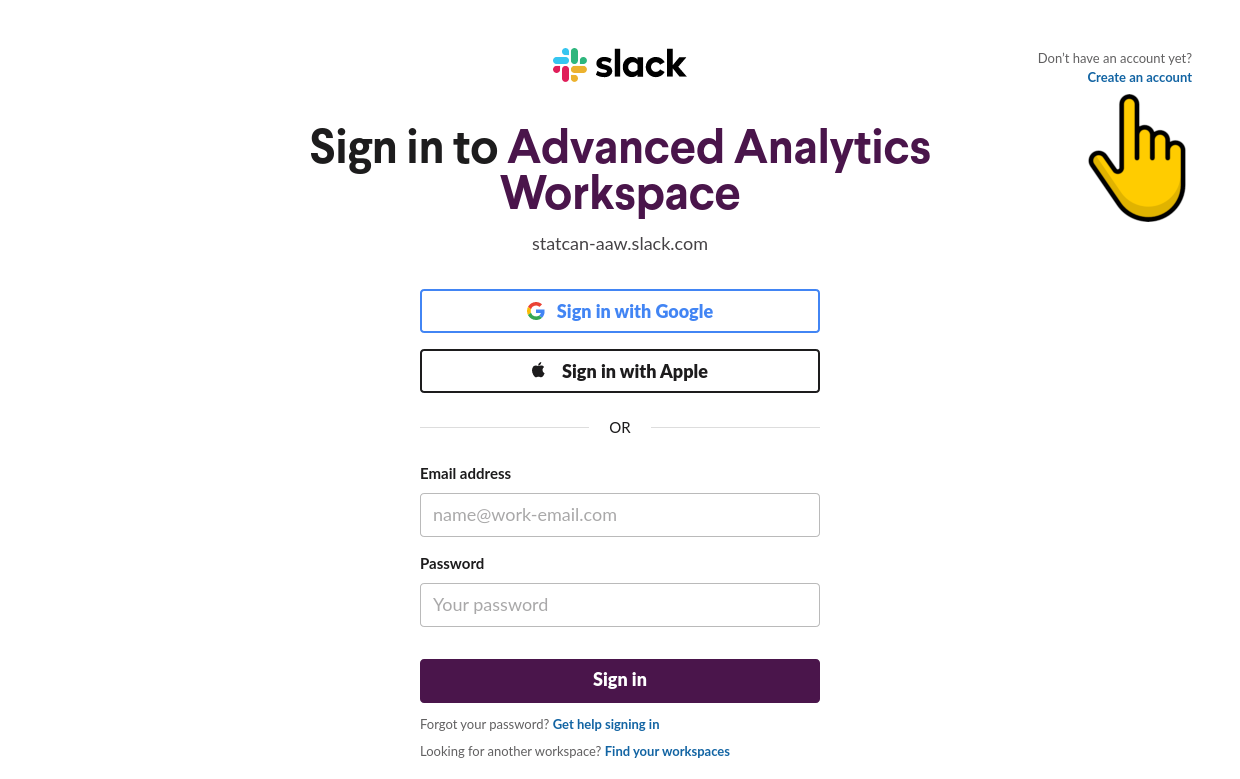 slack
Don't have an account yet?
Create an account
Sign in to Advanced Analytics
Workspace
statcan-aaw.slack.com
Sign in with Google
Sign in with Apple
OR
Email address
name@work-email.com
Password
Your password
Sign in
Forgot your password? Get help signing in
Looking for another workspace? Find your workspaces